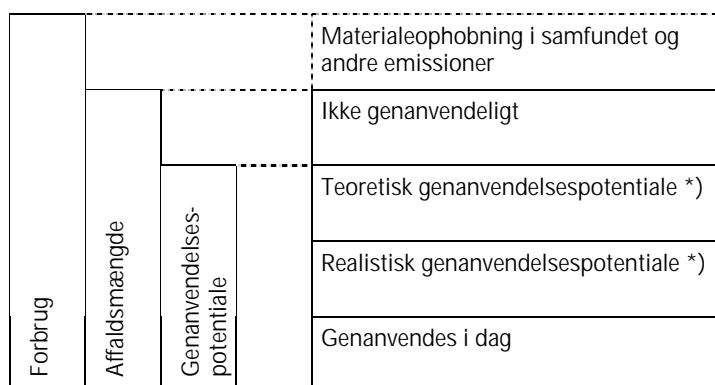 Materialeophobning i samfundet og
andre emissioner
Ikke genanvendeligt
Teoretisk genanvendelsespotentiale *)
Realistisk genanvendelsespotentiale *)
Genanvendes i dag
Forbrug
Affaldsmængde
Genanvendelses-
potentiale